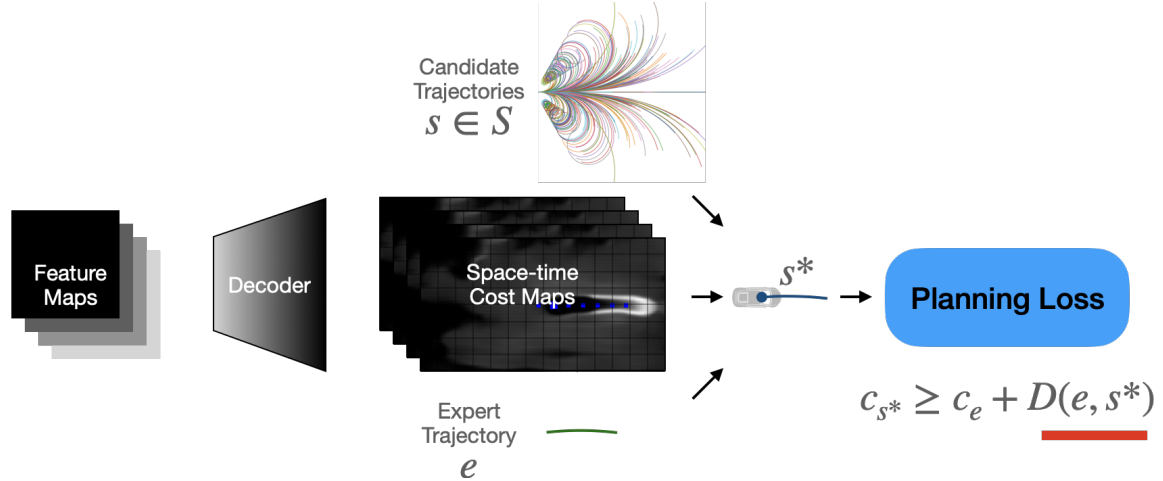 Candidate
Trajectories
s ∈ S
Feature
Maps
Decoder
Space-time
Cost Maps
s*
Planning Loss
c_{s*} ≥ c_e + D(e, s*)
Expert
Trajectory
e